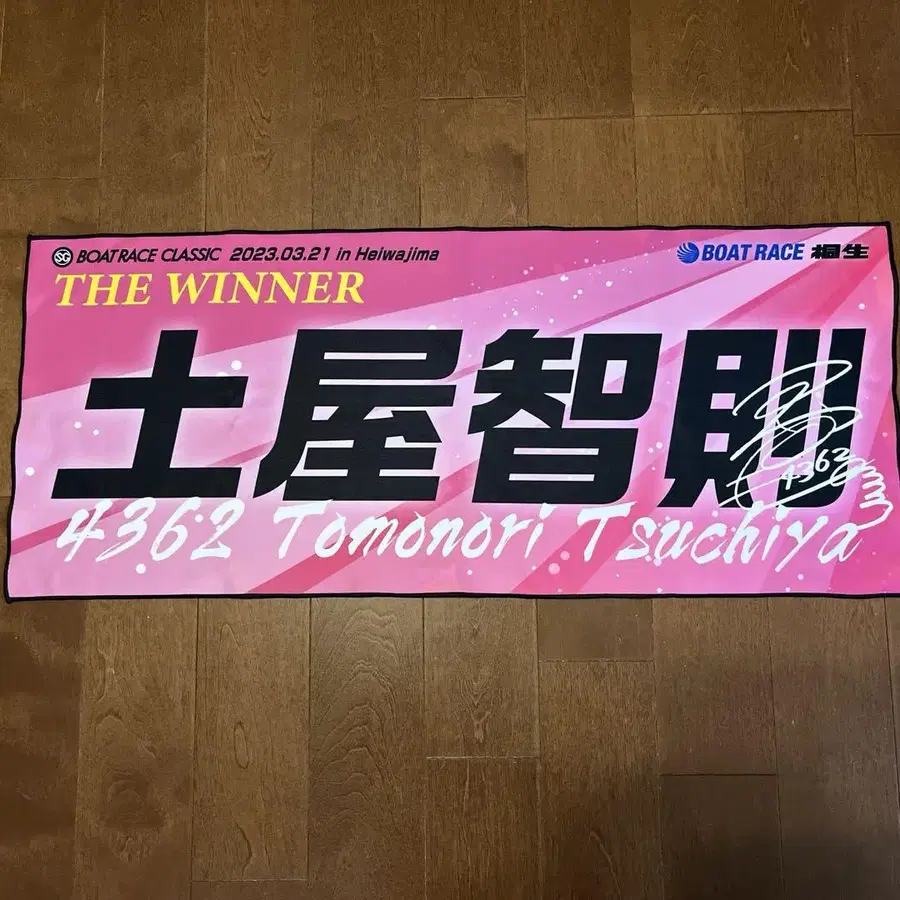 SG BOATRACE CLASSIC 2023.03.21 in Heiwajima
BOAT RACE 桐生
THE WINNER
土屋智則
4362
4362 Tomonori Tsuchiya